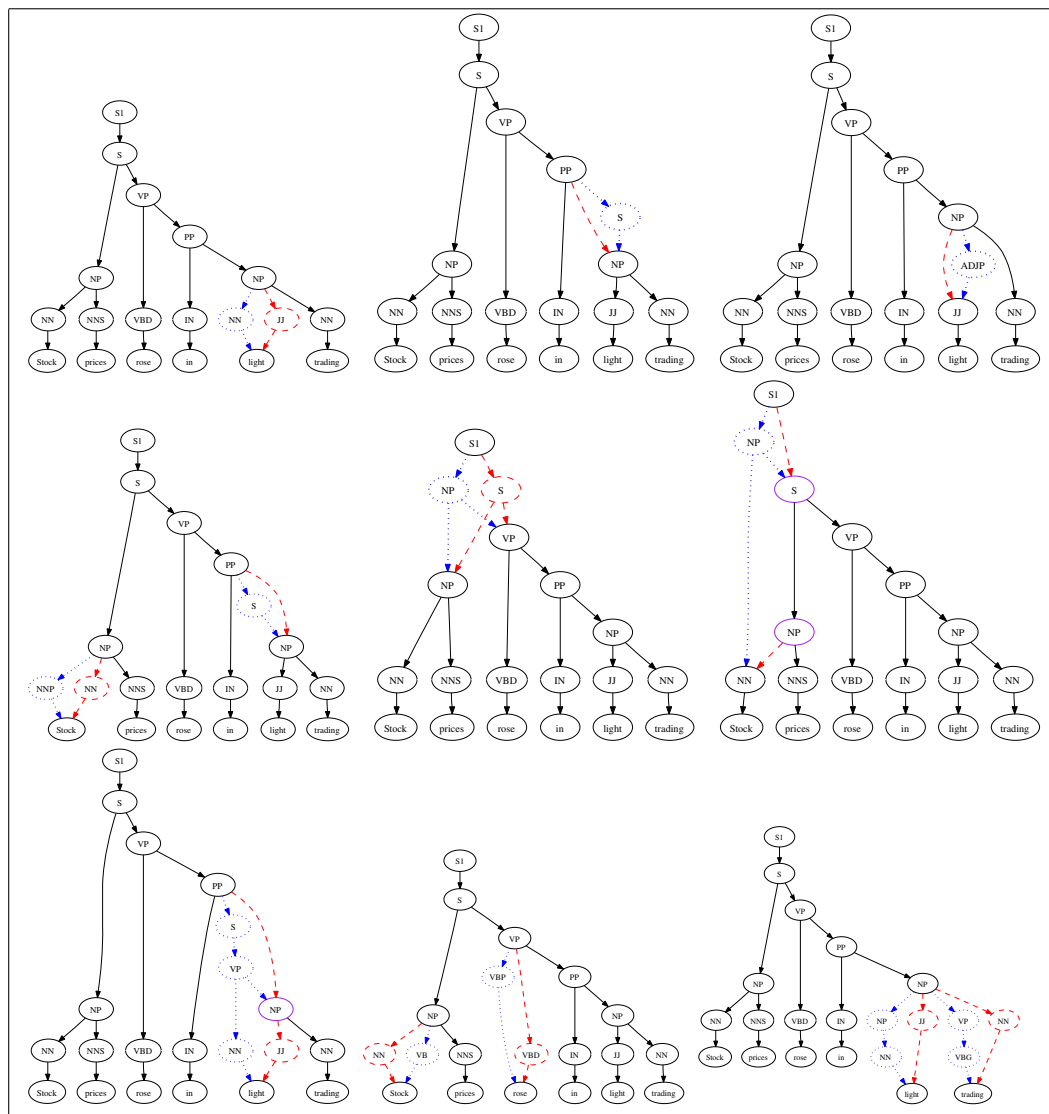 S1
S
VP
PP
NP
NP
NN NNS VBD IN NN JJ NN
Stock prices rose in light trading
S1
S
VP
PP
S
NP NP
NN NNS VBD IN JJ NN
Stock prices rose in light trading
S1
S
VP
PP
NP
NP ADJP
NN NNS VBD IN JJ NN
Stock prices rose in light trading
S1
S
VP
PP
S
NP NP
NNP NN NNS VBD IN JJ NN
Stock prices rose in light trading
S1
NP S
VP
NP PP
NP
NN NNS VBD IN JJ NN
Stock prices rose in light trading
S1
NP
S
VP
PP
NP NP
NN NNS VBD IN JJ NN
Stock prices rose in light trading
S1
S
VP
PP
S
VP
NP NP
NN NNS VBD IN NN JJ NN
Stock prices rose in light trading
S1
S
VP
VBP PP
NP NP
NN VB NNS VBD IN JJ NN
Stock prices rose in light trading
S1
S
VP
PP
NP NP
NN NNS VBD IN NP JJ VP NN
Stock prices rose in NN VBG
light trading